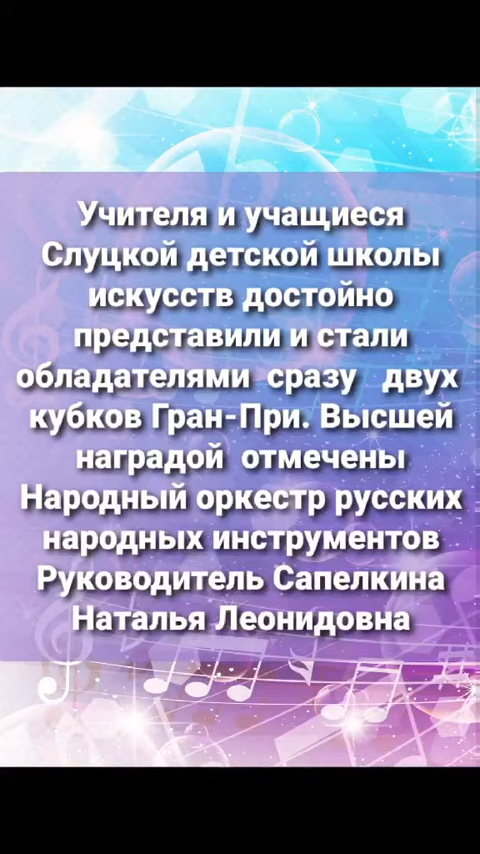 Учителя и учащиеся
Слуцкой детской школы
искусств достойно
представили и стали
обладателями сразу двух
кубков Гран-При. Высшей
наградой отмечены
Народный оркестр русских
народных инструментов
Руководитель Сапелкина
Наталья Леонидовна